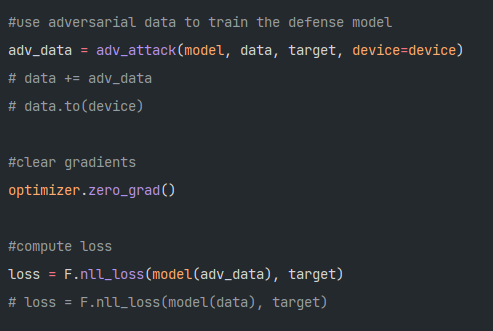 #use adversarial data to train the defense model
adv_data = adv_attack(model, data, target, device=device)
# data += adv_data
# data.to(device)
#clear gradients
optimizer.zero_grad()
#compute loss
loss = F.nll_loss(model(adv_data), target)
# loss = F.nll_loss(model(data), target)